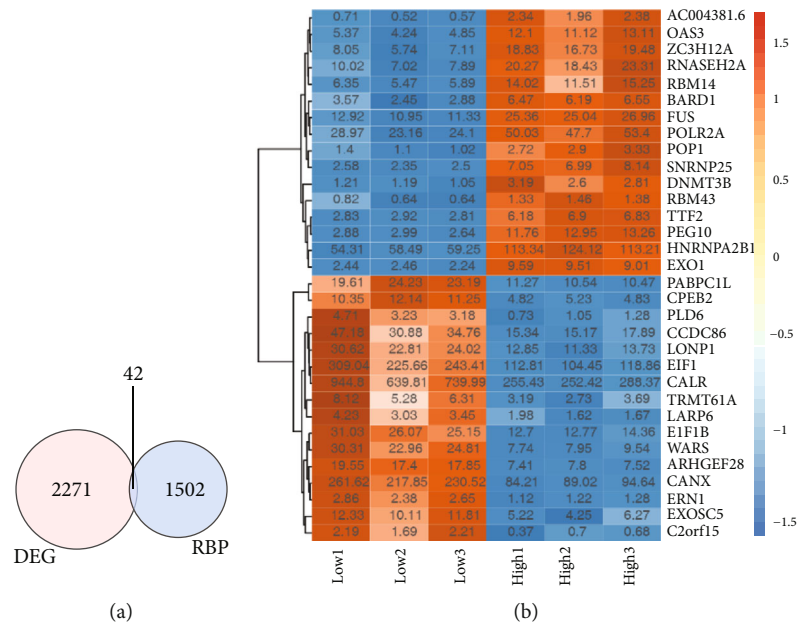 (a)
42
2271
1502
DEG
RBP
(b)
0.71 0.52 0.57 2.34 1.96 2.38 AC004381.6
5.37 4.24 4.85 12.1 11.12 13.11 OAS3
8.05 5.74 7.11 18.83 16.73 19.48 ZC3H12A
10.02 7.02 7.89 20.27 18.43 23.31 RNASEH2A
6.35 5.47 5.89 14.02 11.51 15.25 RBM14
3.57 2.45 2.88 6.47 6.19 6.55 BARD1
12.92 10.95 11.33 25.36 25.04 26.96 FUS
28.97 23.16 24.1 50.03 47.7 53.4 POLR2A
1.4 1.1 1.02 2.72 2.9 3.33 POP1
2.58 2.35 2.5 7.05 6.99 8.14 SNRNP25
1.21 1.19 1.05 3.19 2.6 2.81 DNMT3B
0.82 0.64 0.64 1.33 1.46 1.38 RBM43
2.83 2.92 2.81 6.18 6.9 6.83 TTF2
2.88 2.99 2.64 11.76 12.95 13.26 PEG10
54.31 58.49 59.25 113.34 124.12 113.21 HNRNPA2B1
2.44 2.46 2.24 9.59 9.51 9.01 EXO1
19.61 24.23 23.19 11.27 10.54 10.47 PABPC1L
10.35 12.14 11.25 4.82 5.23 4.83 CPEB2
4.71 3.23 3.18 0.73 1.05 1.28 PLD6
47.18 30.88 34.76 15.34 15.17 17.89 CCDC86
30.62 22.81 24.02 12.85 11.33 13.73 LONP1
309.04 225.66 243.41 112.81 104.45 118.86 EIF1
944.8 639.81 739.99 255.43 252.42 288.37 CALR
8.12 5.28 6.31 3.19 2.73 3.69 TRMT61A
4.23 3.03 3.45 1.98 1.62 1.67 LARP6
31.03 26.07 25.15 12.7 12.77 14.36 E1F1B
30.31 22.96 24.81 7.74 7.95 9.54 WARS
19.55 17.4 17.85 7.41 7.8 7.52 ARHGEF28
261.62 217.85 230.52 84.21 89.02 94.64 CANX
2.86 2.38 2.65 1.12 1.22 1.28 ERN1
12.33 10.11 11.81 5.22 4.25 6.27 EXOSC5
2.19 1.69 2.21 0.37 0.7 0.68 C2orf15
Low1 Low2 Low3 High1 High2 High3
1.5
1
0.5
0
−0.5
−1
−1.5